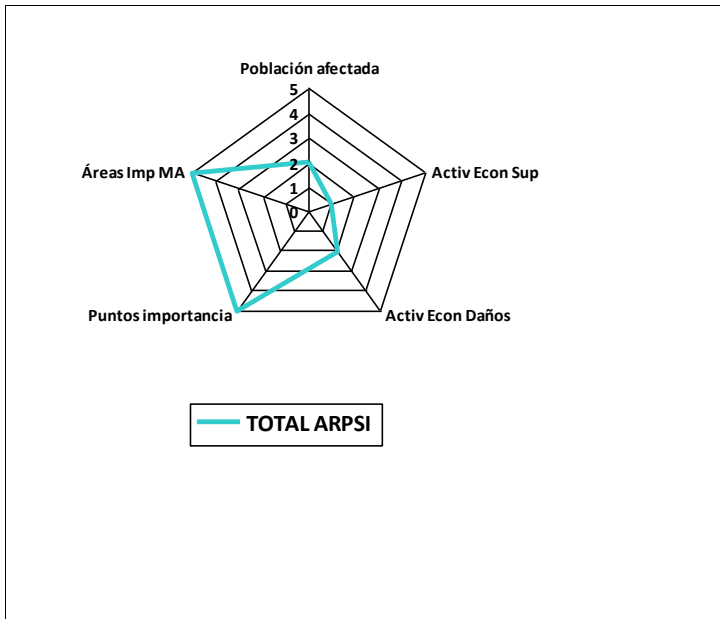 Población afectada
5
4
3
2
1
0
Áreas Imp MA
Activ Econ Sup
Puntos importancia
Activ Econ Daños
TOTAL ARPSI